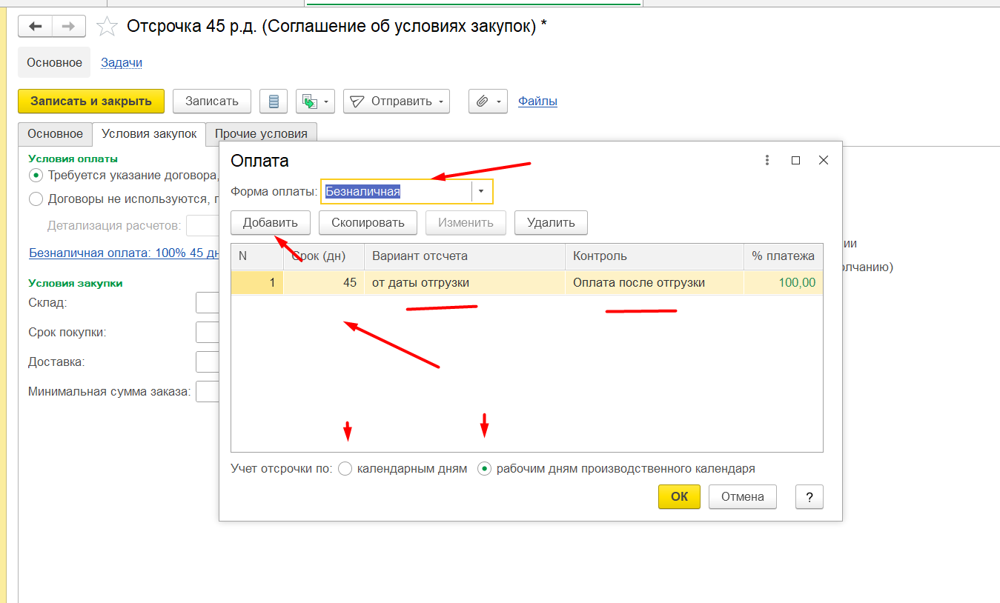 Отсрочка 45 р.д. (Соглашение об условиях закупок) *
Основное Задачи
Записать и закрыть Записать Отправить Файлы
Основное Условия закупок Прочие условия
Условия оплаты
Требуется указание договора,
Договоры не используются, г
Детализация расчетов:
Безналичная оплата: 100% 45 дн
Условия закупки
Склад:
Срок покупки:
Доставка:
Минимальная сумма заказа:
Оплата
Форма оплаты: Безналичная
Добавить Скопировать Изменить Удалить
N Срок (дн) Вариант отсчета Контроль % платежа
1 45 от даты отгрузки Оплата после отгрузки 100,00
Учет отсрочки по: календарным дням рабочим дням производственного календаря
ОК Отмена ?
ии
олчанию)